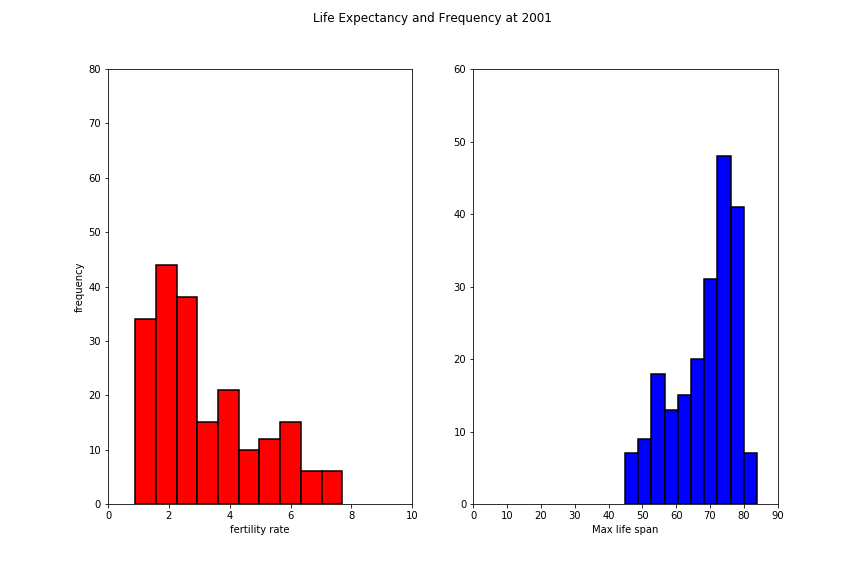 Life Expectancy and Frequency at 2001
80
70
60
50
40
30
20
10
0
frequency
0 2 4 6 8 10
fertility rate
60
50
40
30
20
10
0
0 10 20 30 40 50 60 70 80 90
Max life span